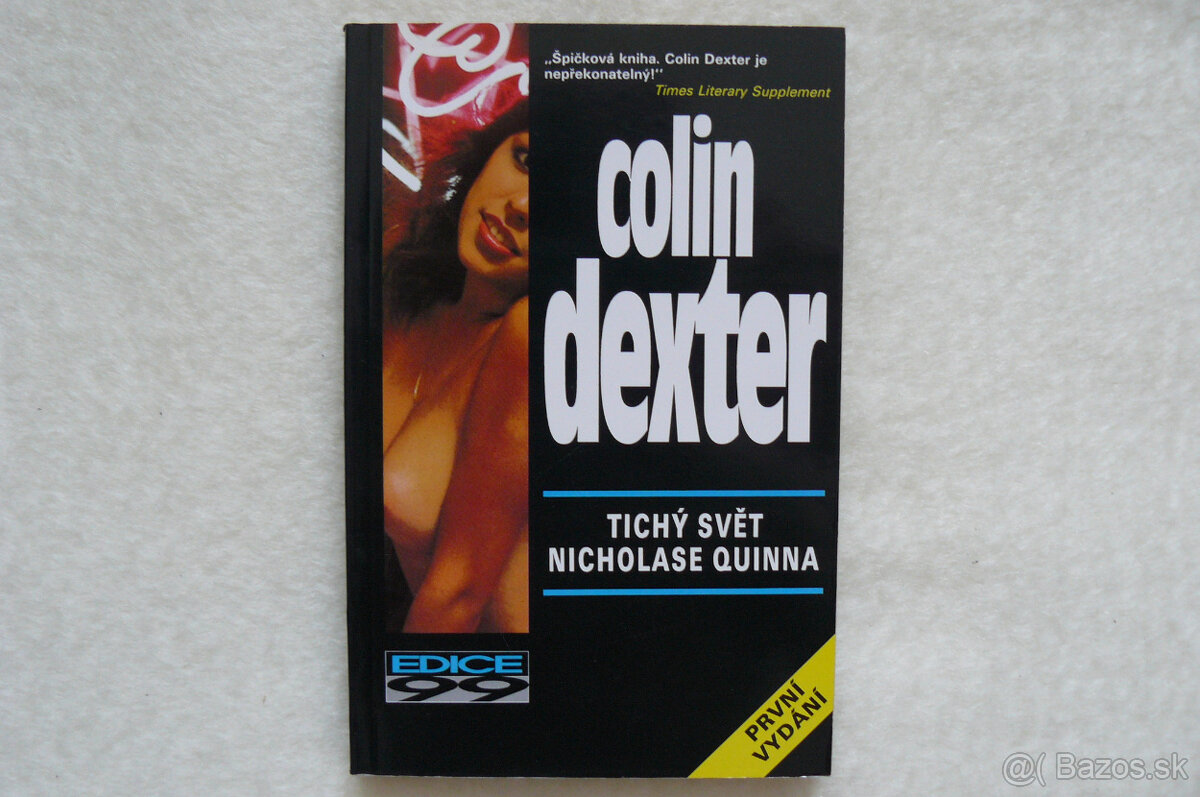 „Špičková kniha. Colin Dexter je
nepřekonatelný!“
Times Literary Supplement
colin
dexter
TICHÝ SVĚT
NICHOLASE QUINNA
EDICE
99
PRVNÍ
VYDÁNÍ
@( Bazos.sk